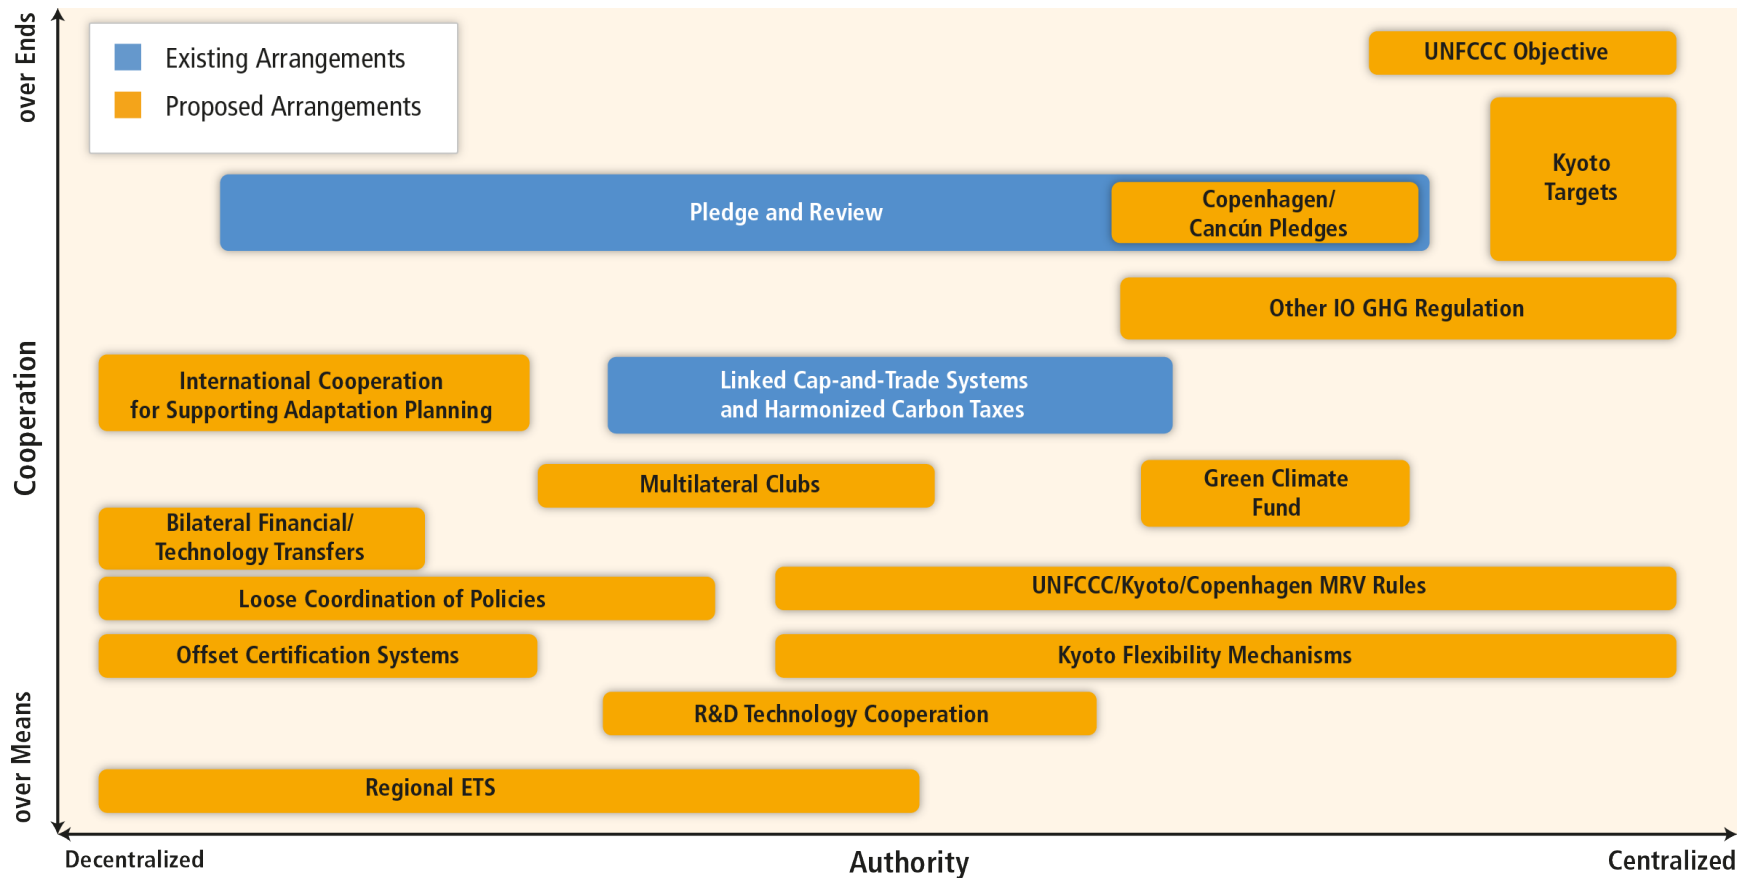 over Ends
Existing Arrangements
Proposed Arrangements
UNFCCC Objective
Kyoto
Targets
Pledge and Review
Copenhagen/
Cancún Pledges
Other IO GHG Regulation
Cooperation
International Cooperation
for Supporting Adaptation Planning
Linked Cap-and-Trade Systems
and Harmonized Carbon Taxes
Multilateral Clubs
Green Climate
Fund
Bilateral Financial/
Technology Transfers
Loose Coordination of Policies
UNFCCC/Kyoto/Copenhagen MRV Rules
Offset Certification Systems
Kyoto Flexibility Mechanisms
R&D Technology Cooperation
over Means
Regional ETS
Decentralized
Authority
Centralized